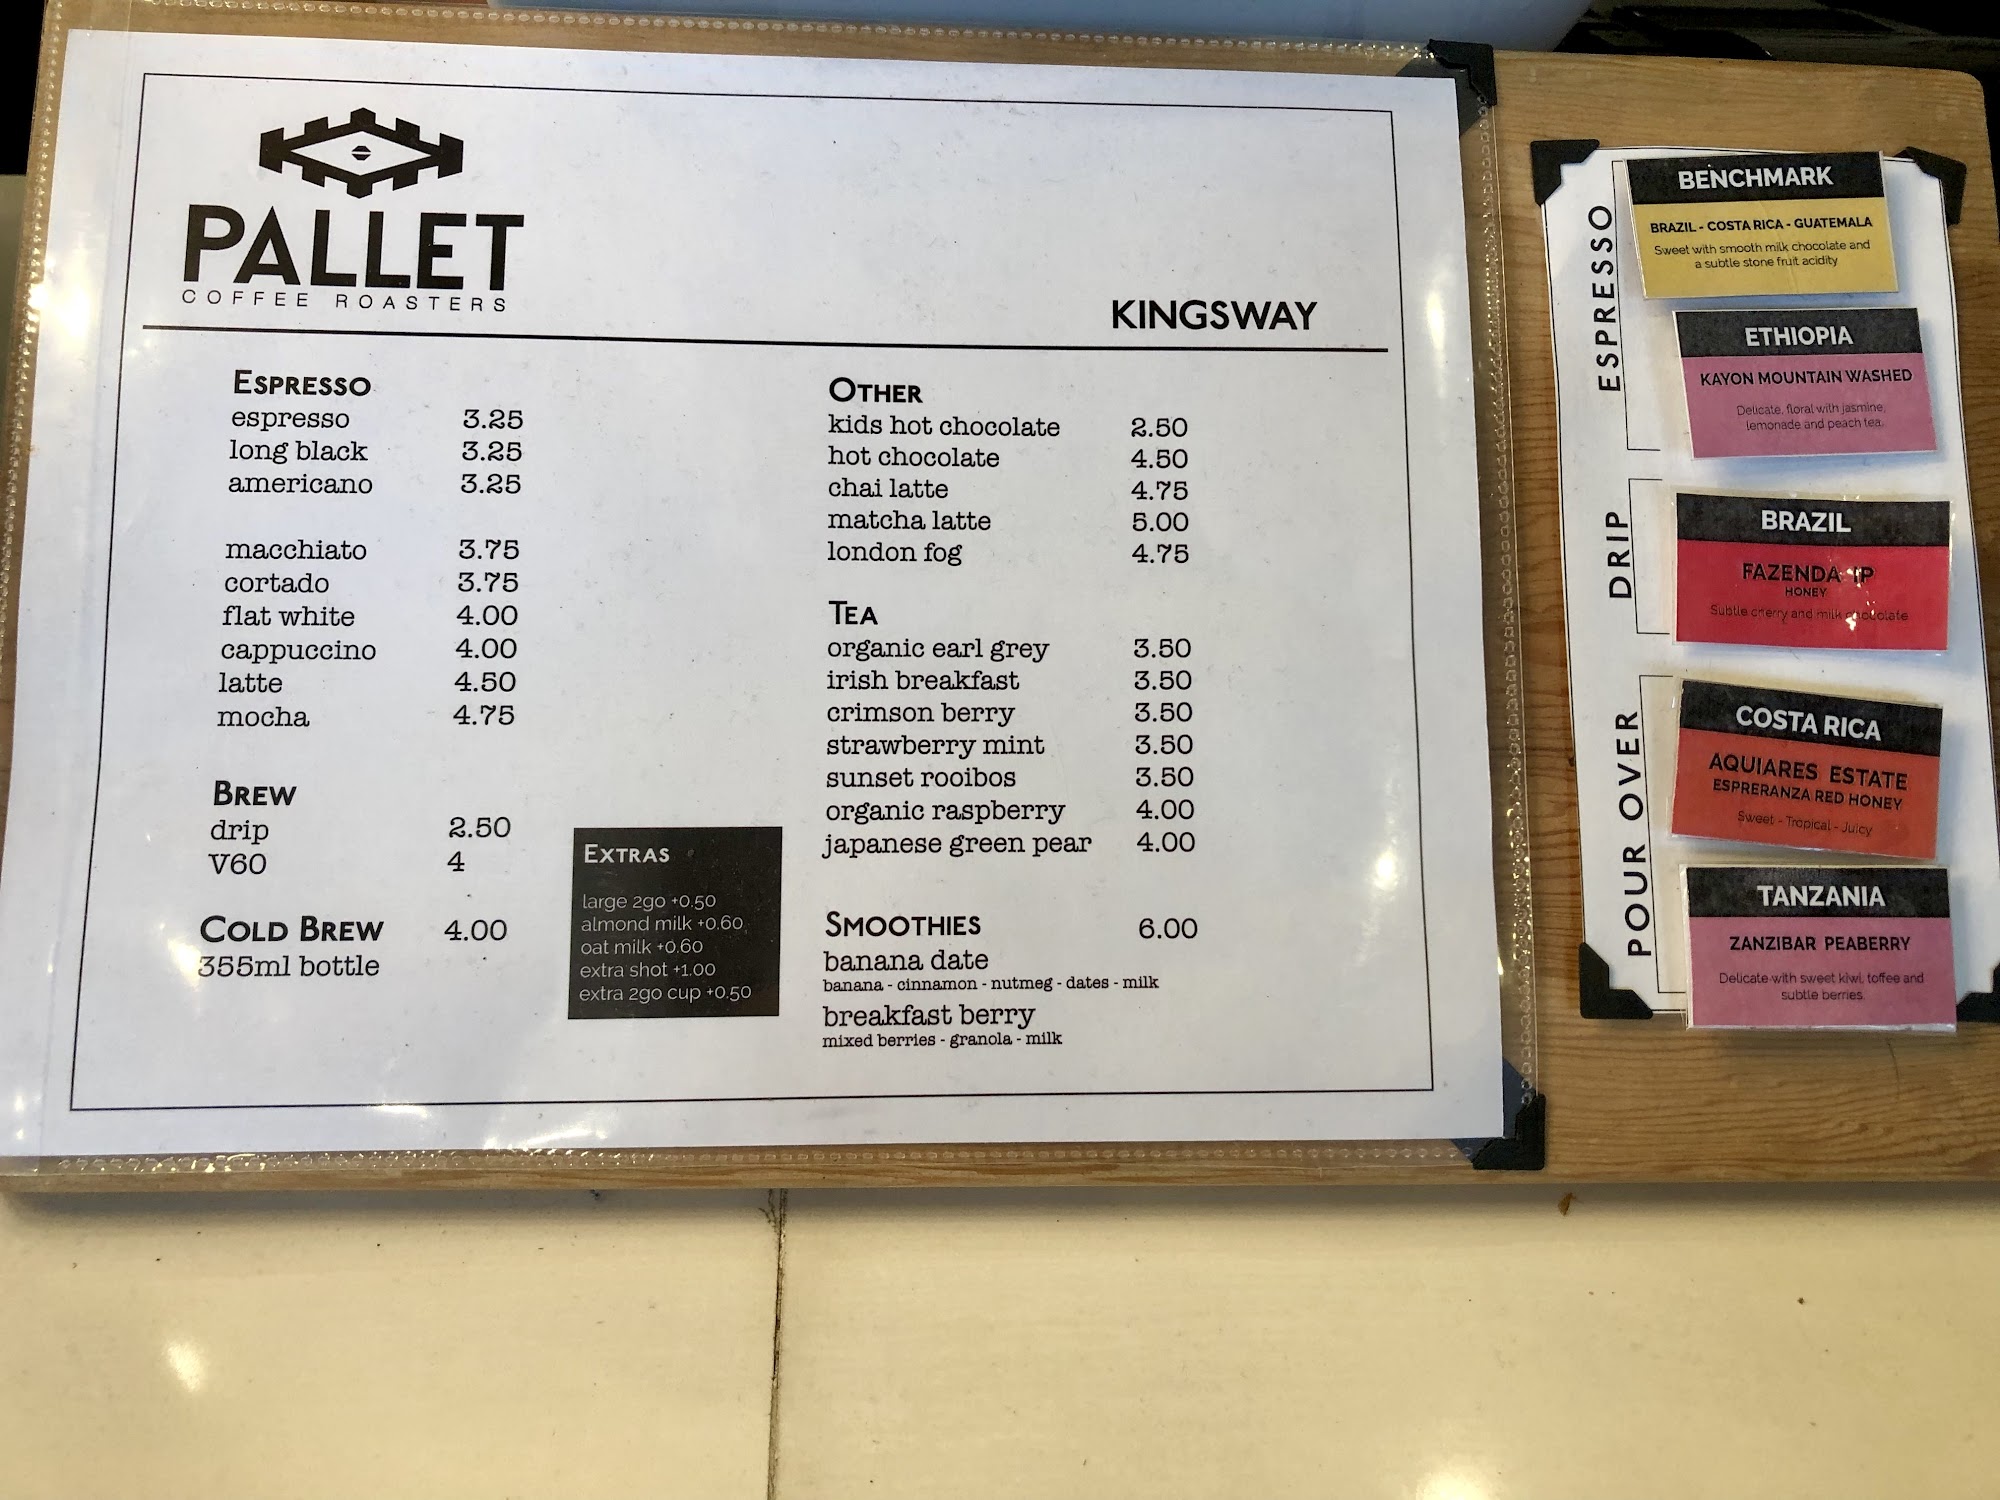 PALLET
COFFEE ROASTERS
KINGSWAY
ESPRESSO
espresso 3.25
long black 3.25
americano 3.25
macchiato 3.75
cortado 3.75
flat white 4.00
cappuccino 4.00
latte 4.50
mocha 4.75
BREW
drip 2.50
V60 4
COLD BREW 4.00
355ml bottle
EXTRAS
large 2go +0.50
almond milk +0.60
oat milk +0.60
extra shot +1.00
extra 2go cup +0.50
OTHER
kids hot chocolate 2.50
hot chocolate 4.50
chai latte 4.75
matcha latte 5.00
london fog 4.75
TEA
organic earl grey 3.50
irish breakfast 3.50
crimson berry 3.50
strawberry mint 3.50
sunset rooibos 3.50
organic raspberry 4.00
japanese green pear 4.00
SMOOTHIES 6.00
banana date
banana - cinnamon - nutmeg - dates - milk
breakfast berry
mixed berries - granola - milk
ESPRESSO
BENCHMARK
BRAZIL - COSTA RICA - GUATEMALA
Sweet with smooth milk chocolate and
a subtle stone fruit acidity
ETHIOPIA
KAYON MOUNTAIN WASHED
Delicate, floral with jasmine,
lemonade and peach tea.
DRIP
BRAZIL
FAZENDA IP
HONEY
Subtle cherry and milk chocolate
POUR OVER
COSTA RICA
AQUIARES ESTATE
ESPRERANZA RED HONEY
Sweet - Tropical - Juicy
TANZANIA
ZANZIBAR PEABERRY
Delicate with sweet kiwi, toffee and
subtle berries.